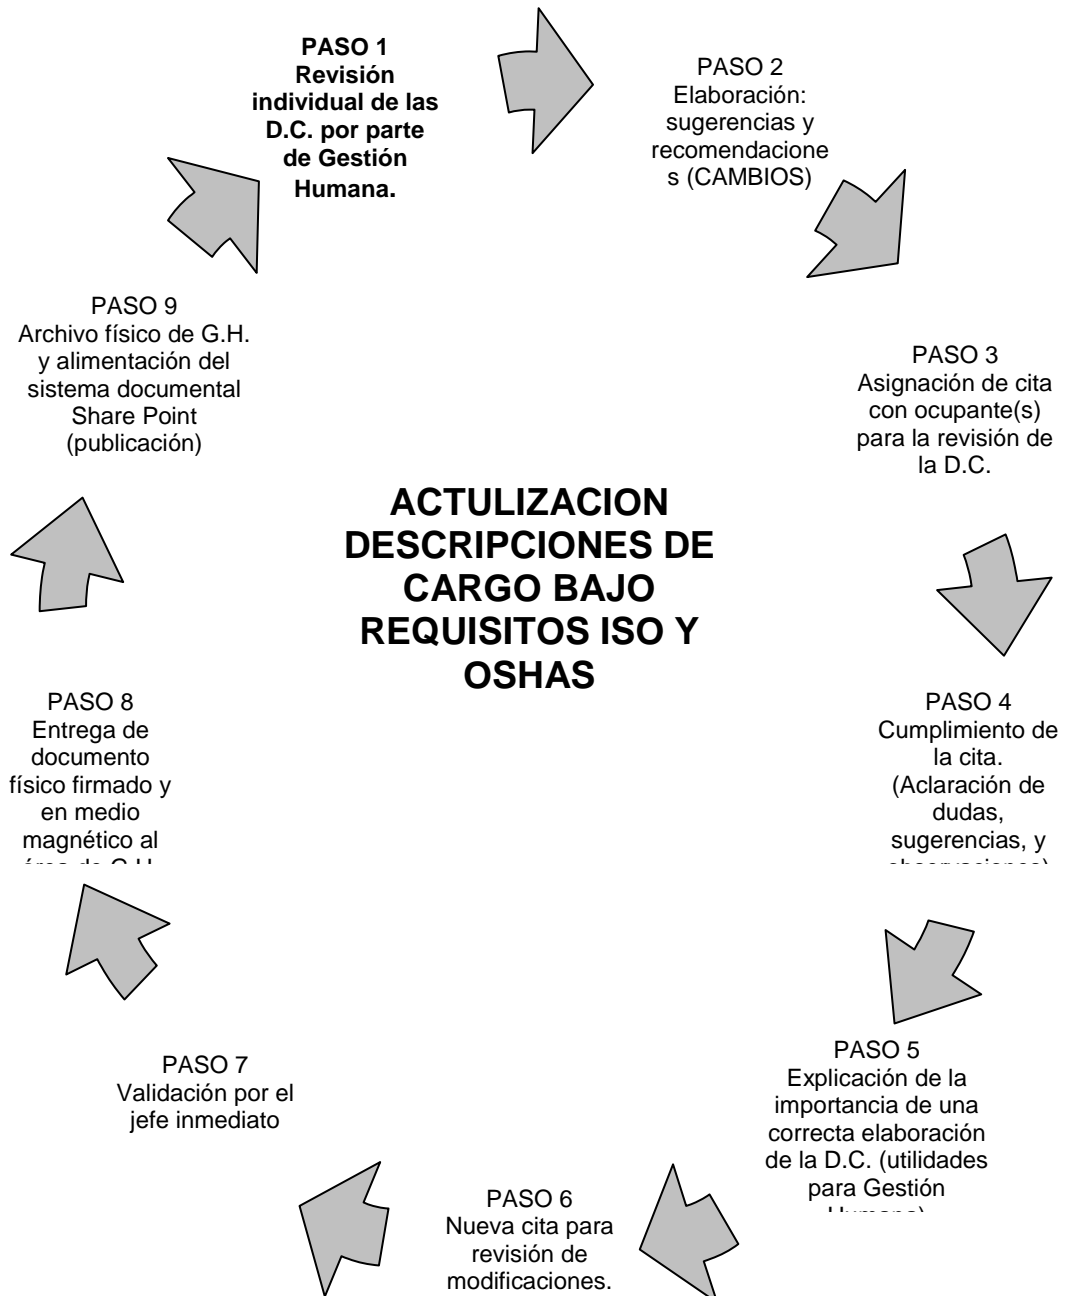 PASO 1
Revisión
individual de las
D.C. por parte
de Gestión
Humana.
PASO 2
Elaboración:
sugerencias y
recomendacione
s (CAMBIOS)
PASO 3
Asignación de cita
con ocupante(s)
para la revisión de
la D.C.
PASO 4
Cumplimiento de
la cita.
(Aclaración de
dudas,
sugerencias, y
observaciones)
PASO 5
Explicación de la
importancia de una
correcta elaboración
de la D.C. (utilidades
para Gestión
Humana)
PASO 6
Nueva cita para
revisión de
modificaciones.
PASO 7
Validación por el
jefe inmediato
PASO 8
Entrega de
documento
físico firmado y
en medio
magnético al
área de G.H.
PASO 9
Archivo físico de G.H.
y alimentación del
sistema documental
Share Point
(publicación)
ACTULIZACION
DESCRIPCIONES DE
CARGO BAJO
REQUISITOS ISO Y
OSHAS